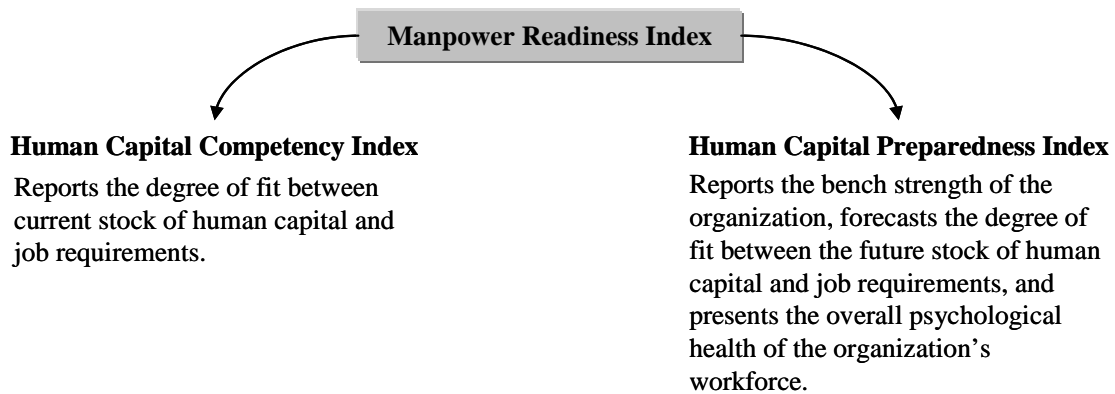 Manpower Readiness Index
Human Capital Competency Index
Reports the degree of fit between
current stock of human capital and
job requirements.
Human Capital Preparedness Index
Reports the bench strength of the
organization, forecasts the degree of
fit between the future stock of human
capital and job requirements, and
presents the overall psychological
health of the organization’s
workforce.